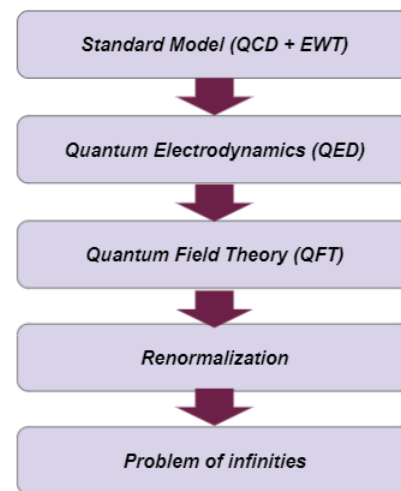 Standard Model (QCD + EWT)
Quantum Electrodynamics (QED)
Quantum Field Theory (QFT)
Renormalization
Problem of infinities